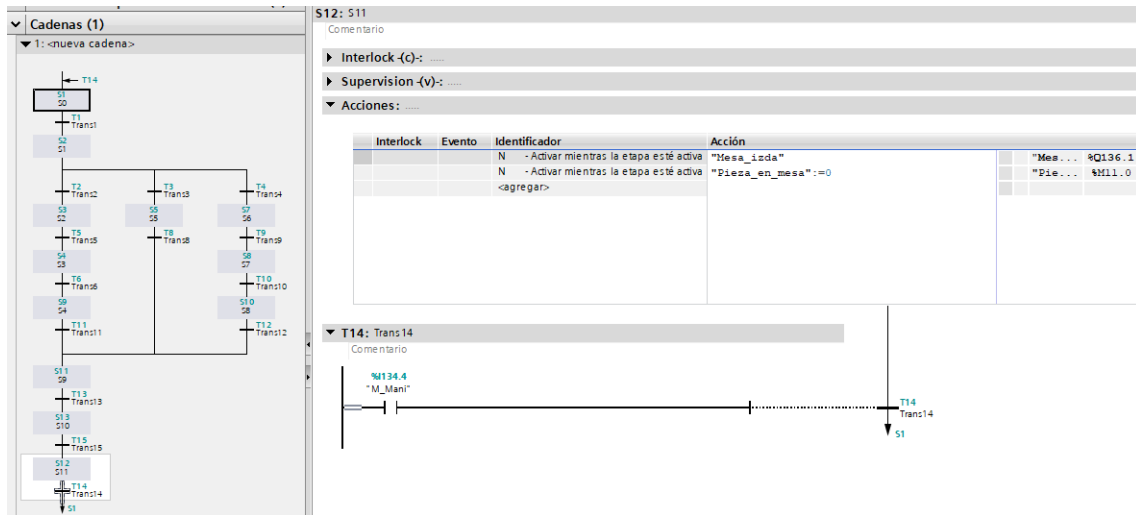 Cadenas (1)
1: <nueva cadena>
T14
S1
S0
T1
Trans1
S2
S1
T2
Trans2
T3
Trans3
T4
Trans4
S3
S2
S5
S5
S7
S6
T5
Trans5
T8
Trans8
T9
Trans9
S4
S3
S8
S7
T6
Trans6
T10
Trans10
S9
S4
S10
S8
T11
Trans11
T12
Trans12
S11
S9
T13
Trans13
S13
S10
T15
Trans15
S12
S11
T14
Trans14
S1
S12: S11
Comentario
Interlock -(c)-: .....
Supervision -(v)-: .....
Acciones: .....
Interlock Evento Identificador Acción
N - Activar mientras la etapa esté activa "Mesa_izda" "Mes... %Q136.1
N - Activar mientras la etapa esté activa "Pieza_en_mesa":=0 "Pie... %M11.0
<agregar>
T14: Trans14
Comentario
%I134.4
"M_Mani"
T14
Trans14
S1